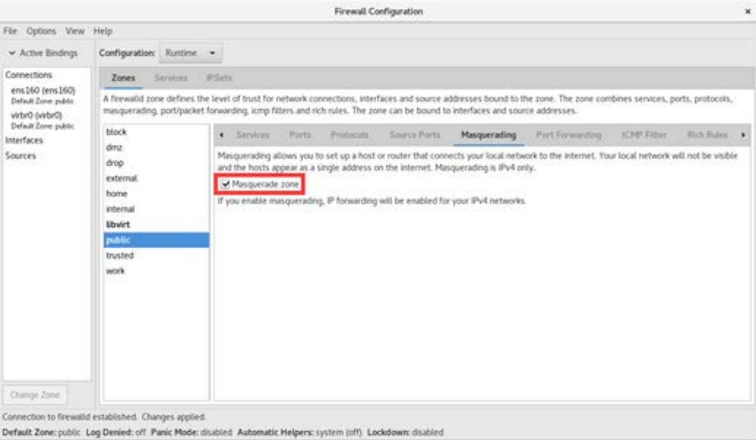 Firewall Configuration
File Options View Help
Active Bindings
Configuration: Runtime
Connections
ens160 (ens160)
Default Zone: public
virbr0 (virbr0)
Default Zone: public
Interfaces
Sources
Zones Services IPSets
A firewalld zone defines the level of trust for network connections, interfaces and source addresses bound to the zone. The zone combines services, ports, protocols,
masquerading, port/packet forwarding, icmp filters and rich rules. The zone can be bound to interfaces and source addresses.
block
dmz
drop
external
home
internal
libvirt
public
trusted
work
Services Ports Protocols Source Ports Masquerading Port Forwarding ICMP Filter Rich Rules
Masquerading allows you to set up a host or router that connects your local network to the internet. Your local network will not be visible
and the hosts appear as a single address on the internet. Masquerading is IPv4 only.
Masquerade zone
If you enable masquerading, IP forwarding will be enabled for your IPv4 networks.
Change Zone
Connection to firewalld established. Changes applied.
Default Zone: public Log Denied: off Panic Mode: disabled Automatic Helpers: system (off) Lockdown: disabled